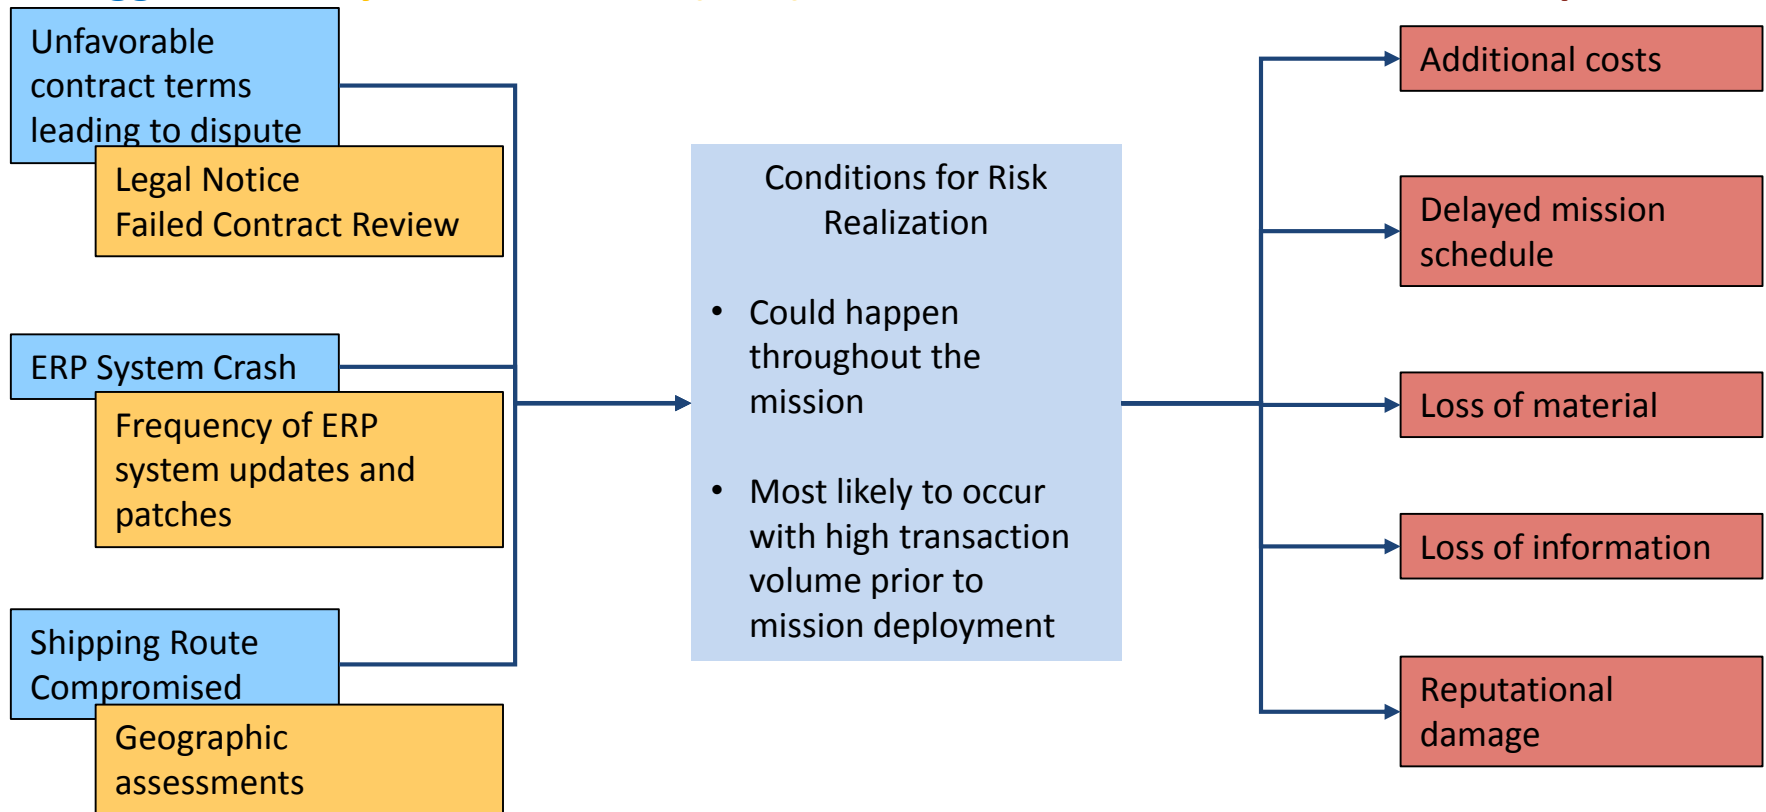 Unfavorable
contract terms
leading to dispute
Legal Notice
Failed Contract Review
ERP System Crash
Frequency of ERP
system updates and
patches
Shipping Route
Compromised
Geographic
assessments
Conditions for Risk
Realization
• Could happen
throughout the
mission
• Most likely to occur
with high transaction
volume prior to
mission deployment
Additional costs
Delayed mission
schedule
Loss of material
Loss of information
Reputational
damage